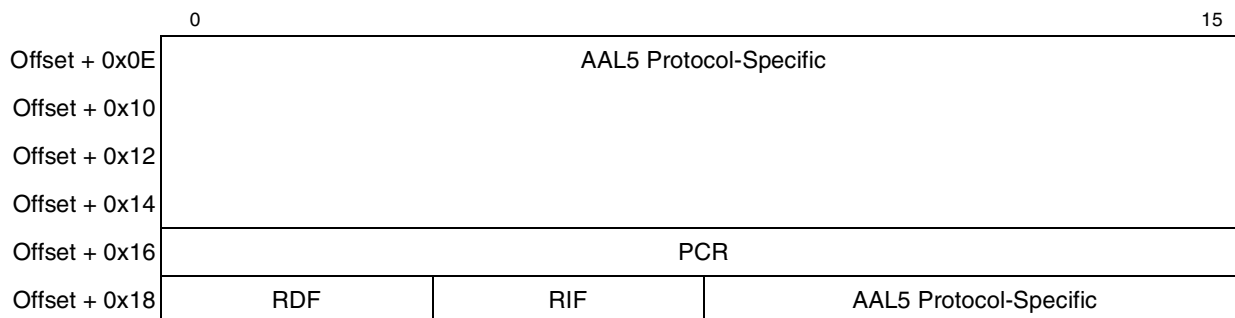 0 15
Offset + 0x0E AAL5 Protocol-Specific
Offset + 0x10
Offset + 0x12
Offset + 0x14
Offset + 0x16 PCR
Offset + 0x18 RDF RIF AAL5 Protocol-Specific